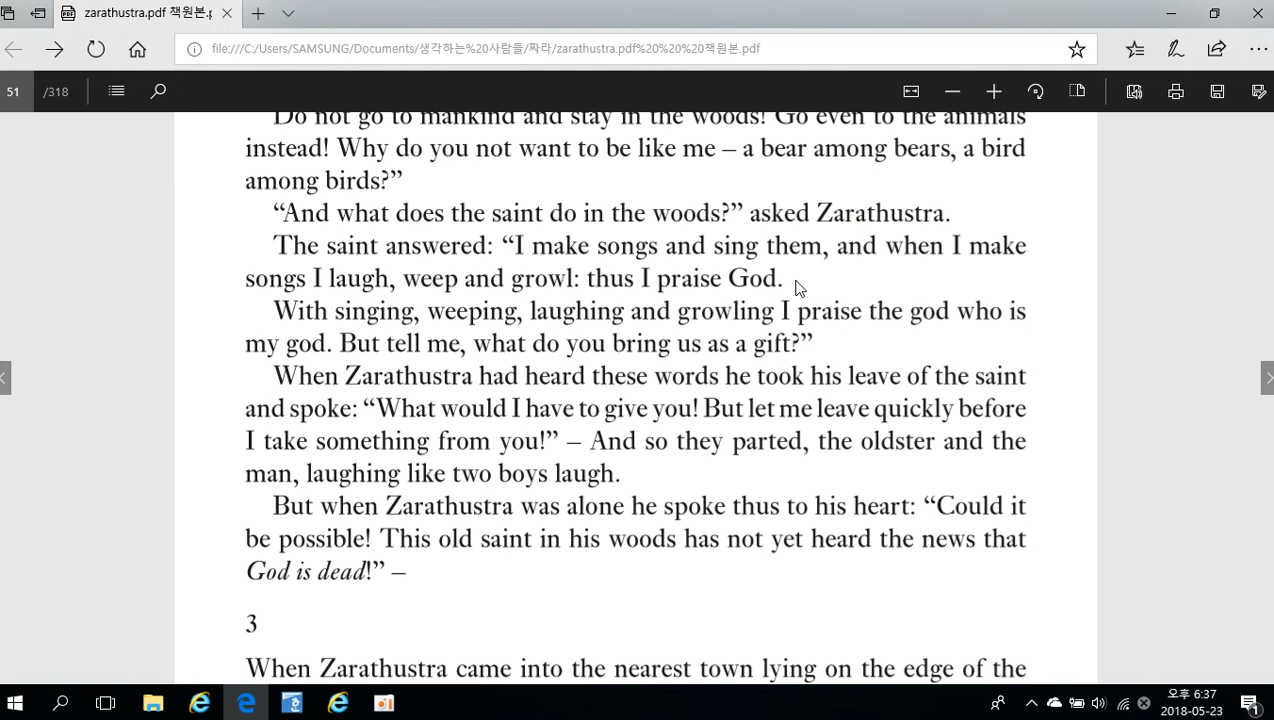 zarathustra.pdf 책원본.p
file:///C:/Users/SAMSUNG/Documents/생각하는%20사람들/짜라/zarathustra.pdf%20%20%20책원본.pdf
51 /318
Do not go to mankind and stay in the woods! Go even to the animals
instead! Why do you not want to be like me – a bear among bears, a bird
among birds?”
“And what does the saint do in the woods?” asked Zarathustra.
The saint answered: “I make songs and sing them, and when I make
songs I laugh, weep and growl: thus I praise God.
With singing, weeping, laughing and growling I praise the god who is
my god. But tell me, what do you bring us as a gift?”
When Zarathustra had heard these words he took his leave of the saint
and spoke: “What would I have to give you! But let me leave quickly before
I take something from you!” – And so they parted, the oldster and the
man, laughing like two boys laugh.
But when Zarathustra was alone he spoke thus to his heart: “Could it
be possible! This old saint in his woods has not yet heard the news that
God is dead!” –
3
When Zarathustra came into the nearest town lying on the edge of the
오후 6:37
2018-05-23
1